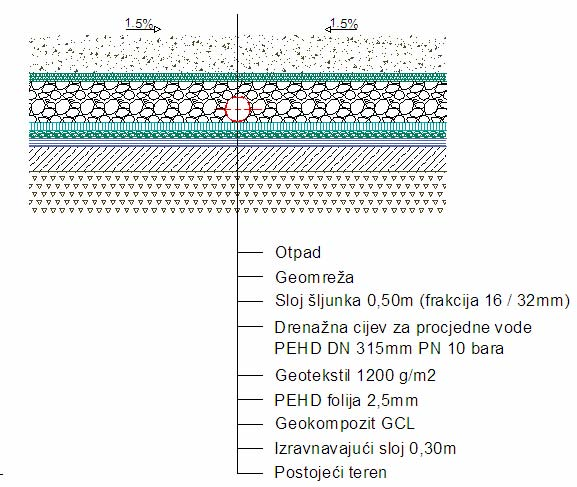 1.5% 1.5%
Otpad
Geomreža
Sloj šljunka 0,50m (frakcija 16 / 32mm)
Drenažna cijev za procjedne vode
PEHD DN 315mm PN 10 bara
Geotekstil 1200 g/m2
PEHD folija 2,5mm
Geokompozit GCL
Izravnavajući sloj 0,30m
Postojeći teren